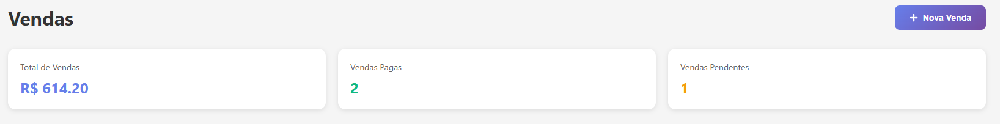 Vendas
+ Nova Venda
Total de Vendas
R$ 614.20
Vendas Pagas
2
Vendas Pendentes
1